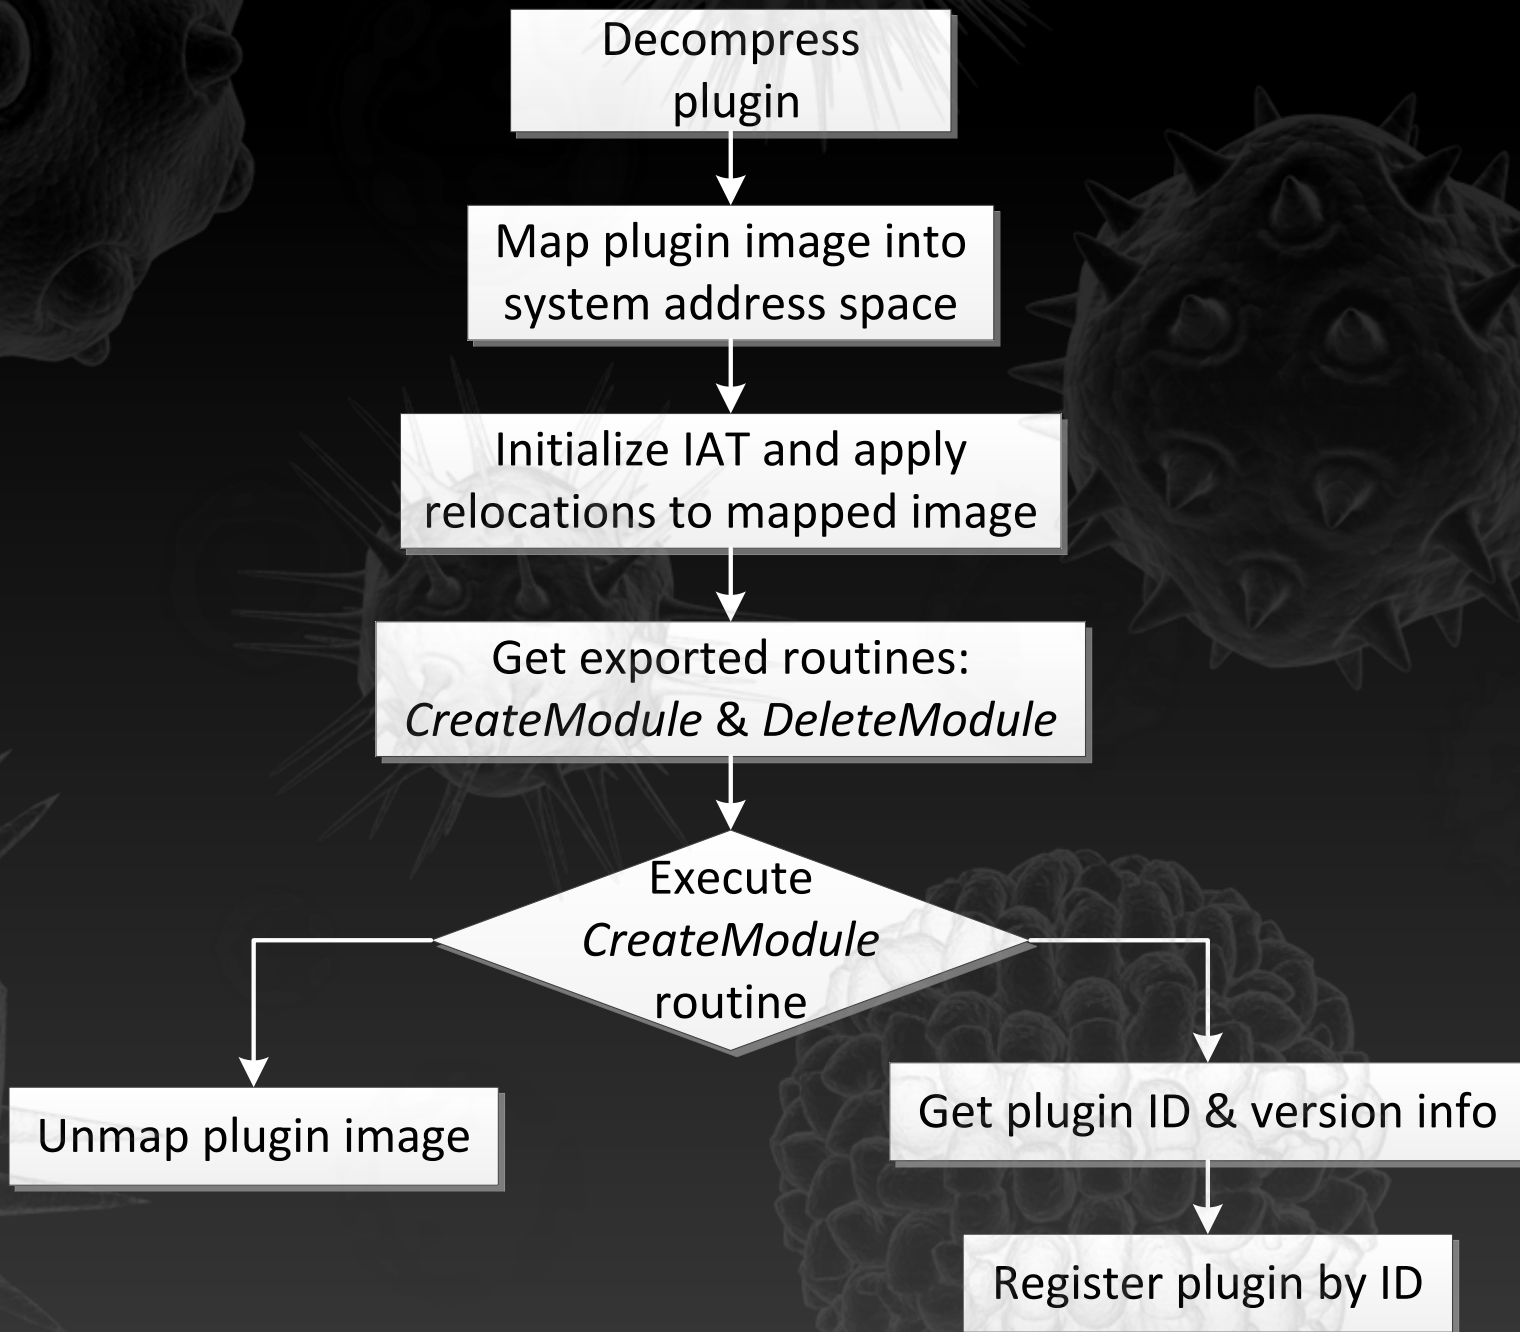 Decompress
plugin
Map plugin image into
system address space
Initialize IAT and apply
relocations to mapped image
Get exported routines:
CreateModule & DeleteModule
Execute
CreateModule
routine
Unmap plugin image
Get plugin ID & version info
Register plugin by ID